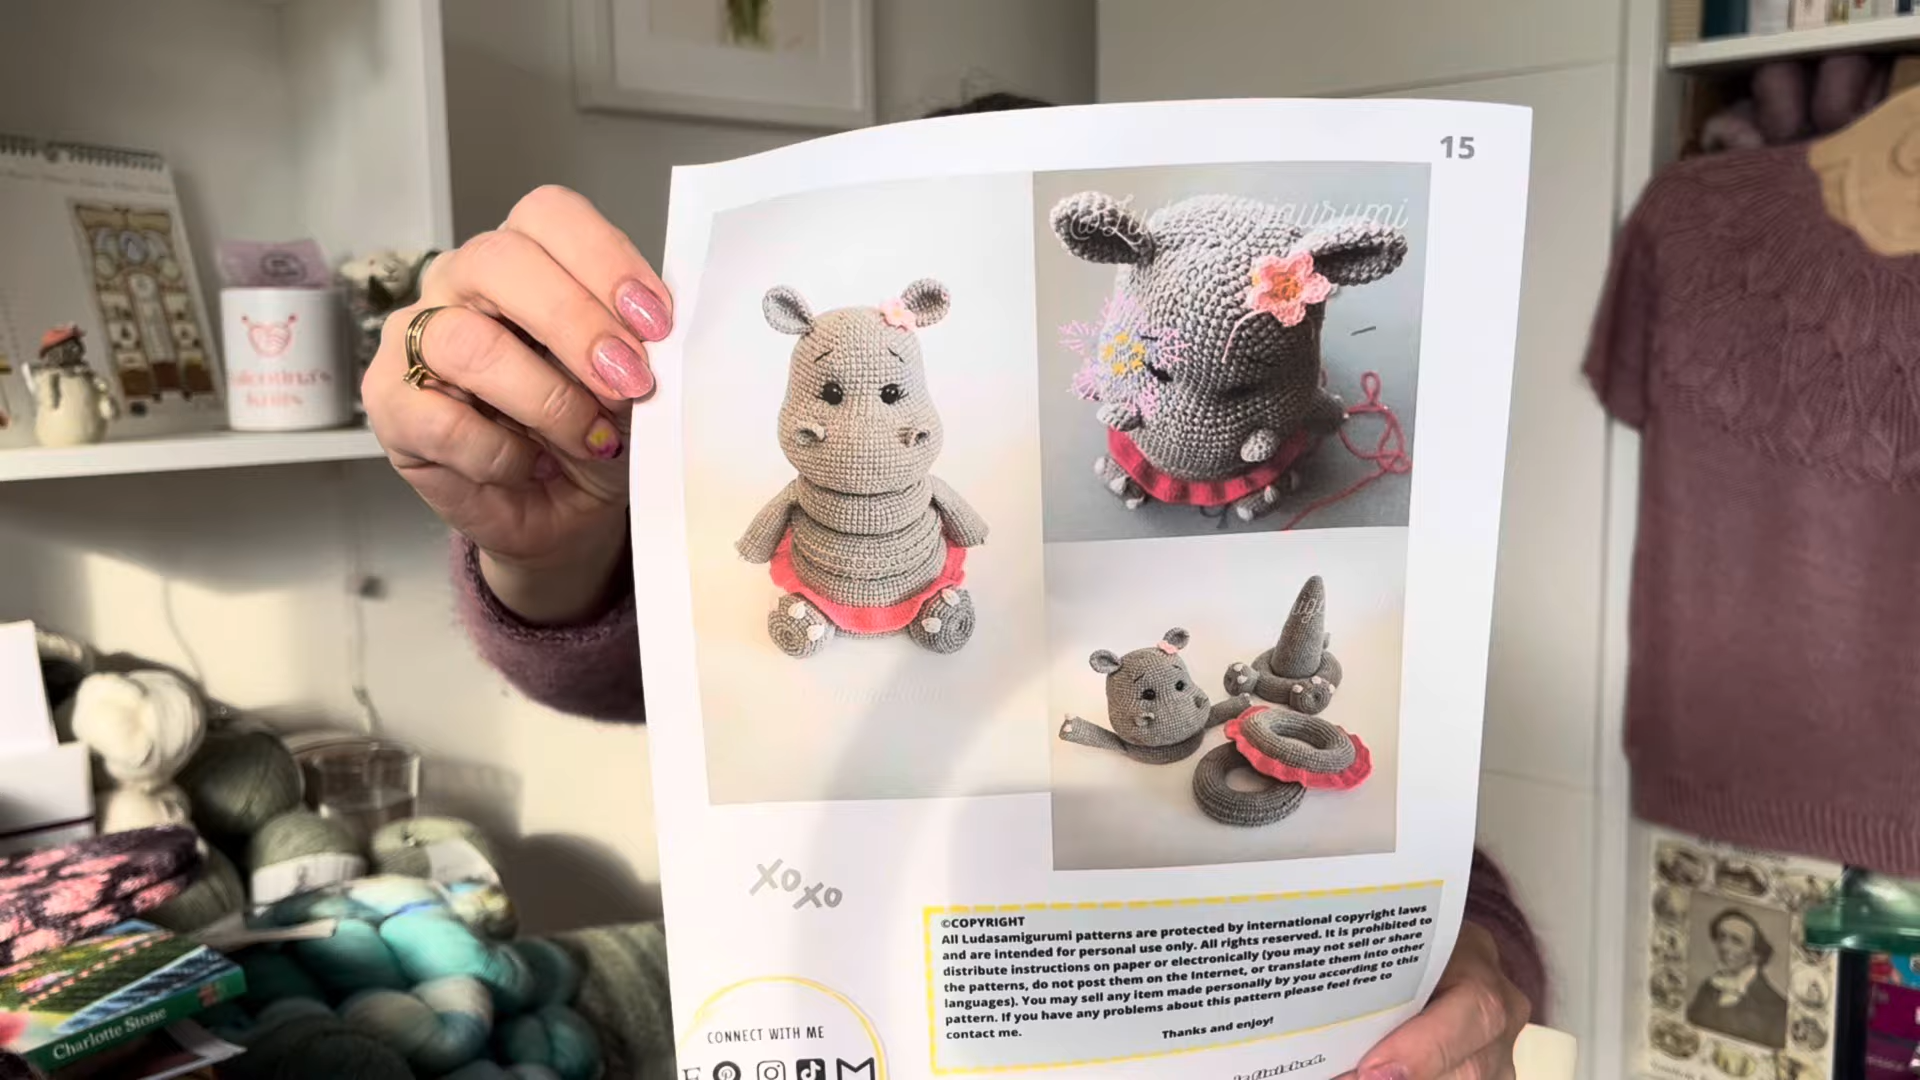 15
XOXO
©COPYRIGHT
All Ludasamigurumi patterns are protected by international copyright laws
and are intended for personal use only. All rights reserved. It is prohibited to
distribute instructions on paper or electronically (you may not sell or share
the patterns, do not post them on the Internet, or translate them into other
languages). You may sell any item made personally by you according to this
pattern. If you have any problems about this pattern please feel free to
contact me.
Thanks and enjoy!
CONNECT WITH ME
is finished.
Charlotte Stone